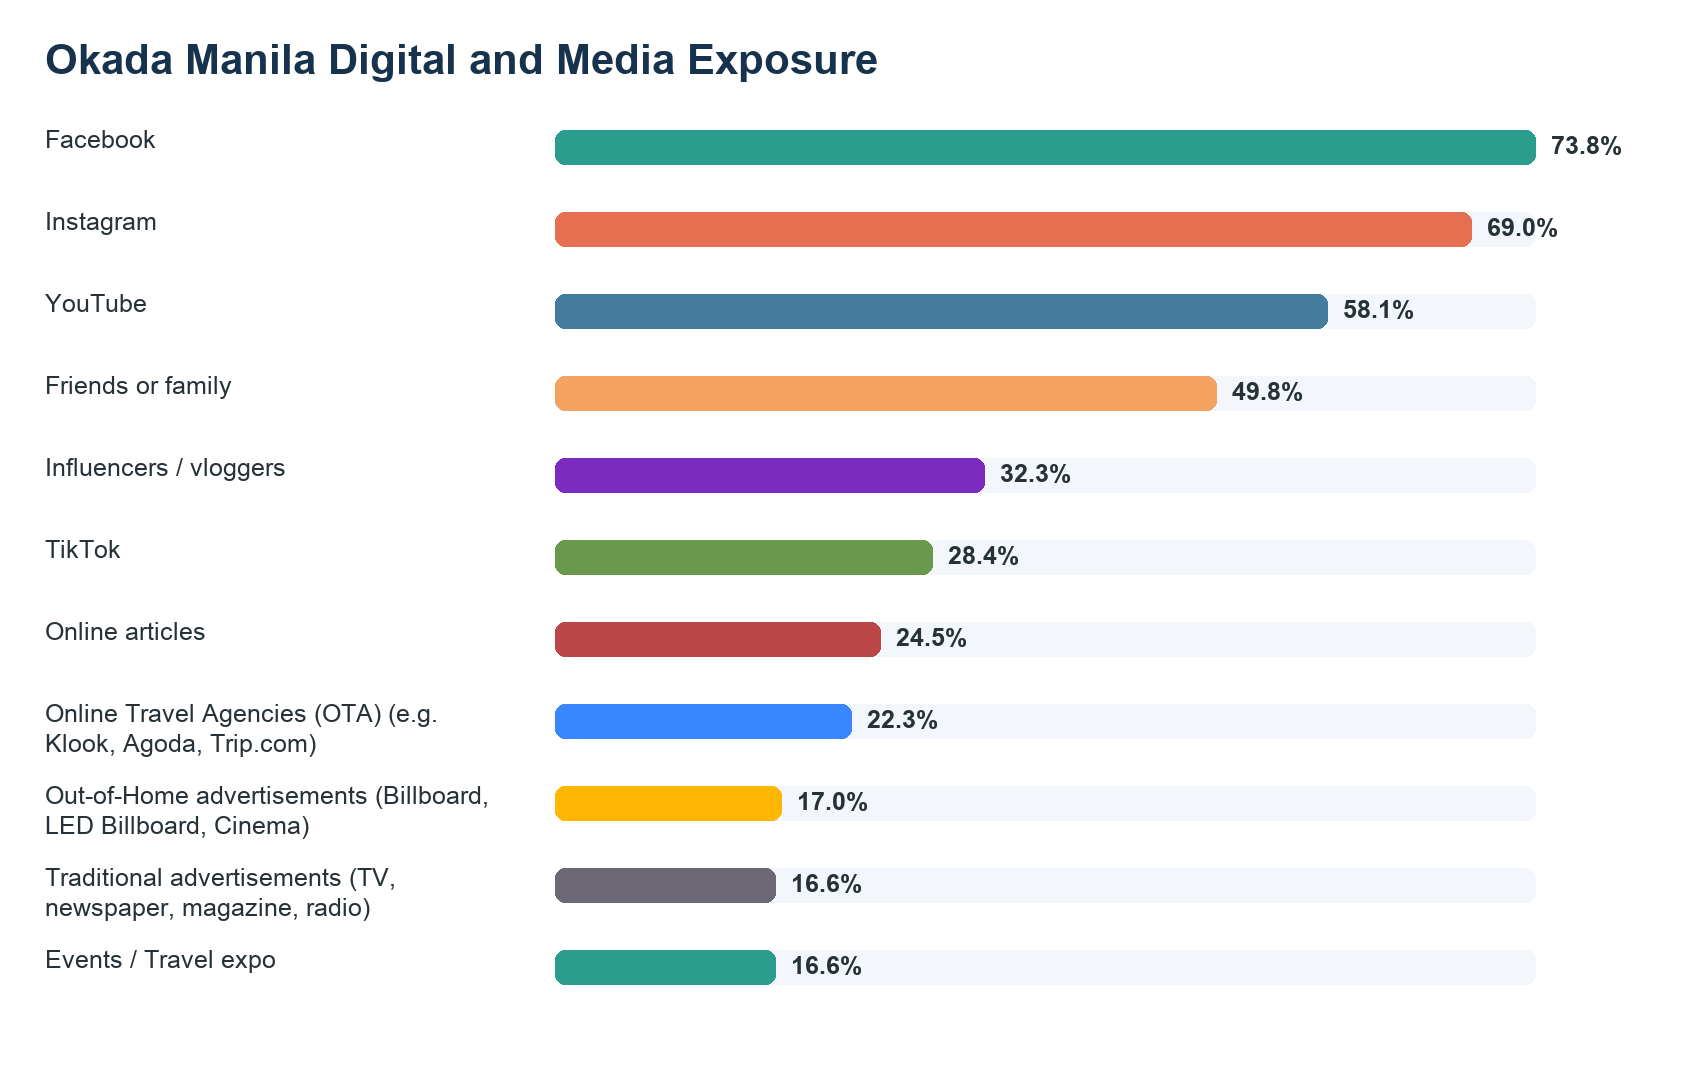 Okada Manila Digital and Media Exposure
Facebook
73.8%
Instagram
69.0%
YouTube
58.1%
Friends or family
49.8%
Influencers / vloggers
32.3%
TikTok
28.4%
Online articles
24.5%
Online Travel Agencies (OTA) (e.g.
Klook, Agoda, Trip.com)
22.3%
Out-of-Home advertisements (Billboard,
LED Billboard, Cinema)
17.0%
Traditional advertisements (TV,
newspaper, magazine, radio)
16.6%
Events / Travel expo
16.6%